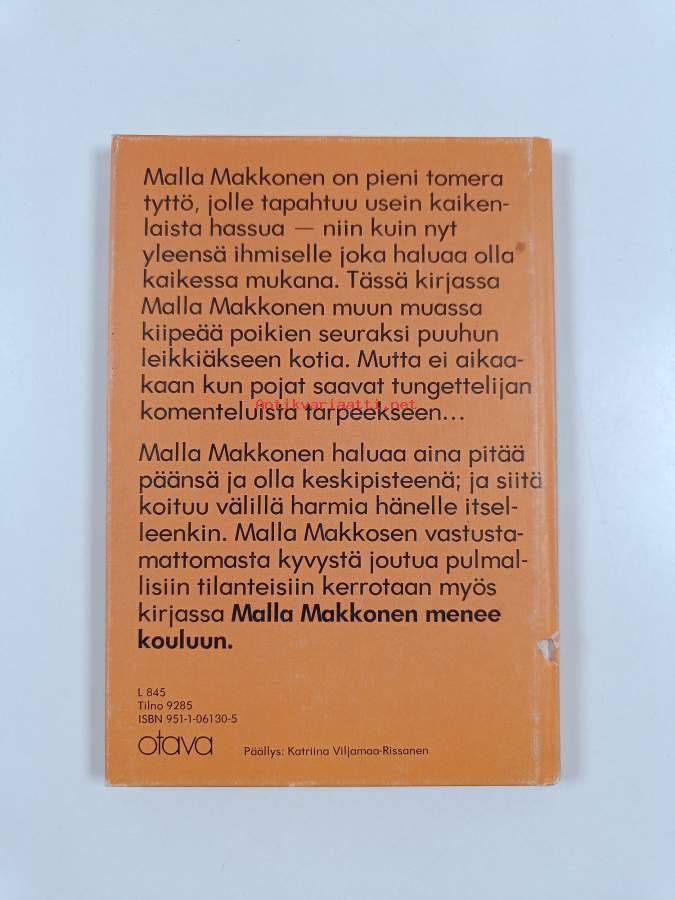 Malla Makkonen on pieni tomera
tyttö, jolle tapahtuu usein kaiken-
laista hassua — niin kuin nyt
yleensä ihmiselle joka haluaa olla
kaikessa mukana. Tässä kirjassa
Malla Makkonen muun muassa
kiipeää poikien seuraksi puuhun
leikkiäkseen kotia. Mutta ei aikaa-
kaan kun pojat saavat tungettelijan
komenteluista tarpeekseen...
Antikvariaatti.net
Malla Makkonen haluaa aina pitää
päänsä ja olla keskipisteenä; ja siitä
koituu välillä harmia hänelle itsel-
leenkin. Malla Makkosen vastusta-
mattomasta kyvystä joutua pulmal-
lisiin tilanteisiin kerrotaan myös
kirjassa Malla Makkonen menee
kouluun.
L 845
Tilno 9285
ISBN 951-1-06130-5
otava
Päällys: Katriina Viljamaa-Rissanen